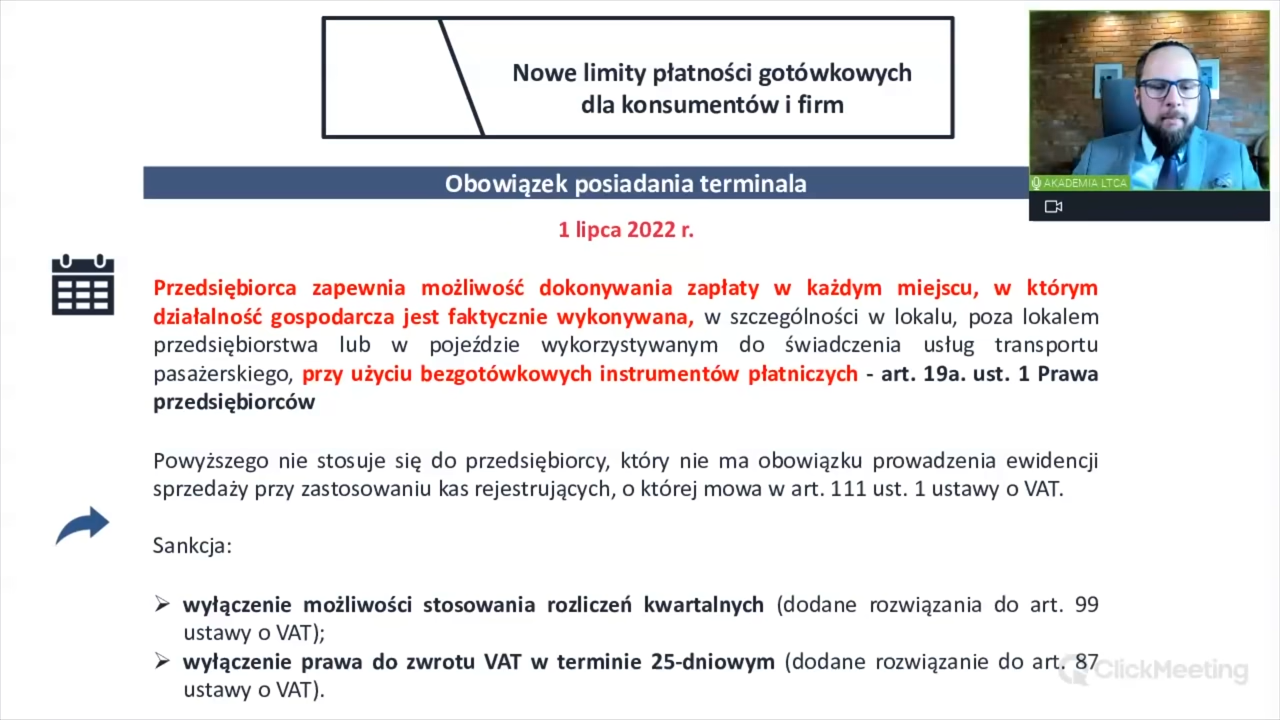 Nowe limity płatności gotówkowych
dla konsumentów i firm
AKADEMIA LTCA
Obowiązek posiadania terminala
1 lipca 2022 r.
Przedsiębiorca zapewnia możliwość dokonywania zapłaty w każdym miejscu, w którym
działalność gospodarcza jest faktycznie wykonywana, w szczególności w lokalu, poza lokalem
przedsiębiorstwa lub w pojeździe wykorzystywanym do świadczenia usług transportu
pasażerskiego, przy użyciu bezgotówkowych instrumentów płatniczych - art. 19a. ust. 1 Prawa
przedsiębiorców
Powyższego nie stosuje się do przedsiębiorcy, który nie ma obowiązku prowadzenia ewidencji
sprzedaży przy zastosowaniu kas rejestrujących, o której mowa w art. 111 ust. 1 ustawy o VAT.
Sankcja:
➢ wyłączenie możliwości stosowania rozliczeń kwartalnych (dodane rozwiązania do art. 99
ustawy o VAT);
➢ wyłączenie prawa do zwrotu VAT w terminie 25-dniowym (dodane rozwiązanie do art. 87
ustawy o VAT).
ClickMeeting